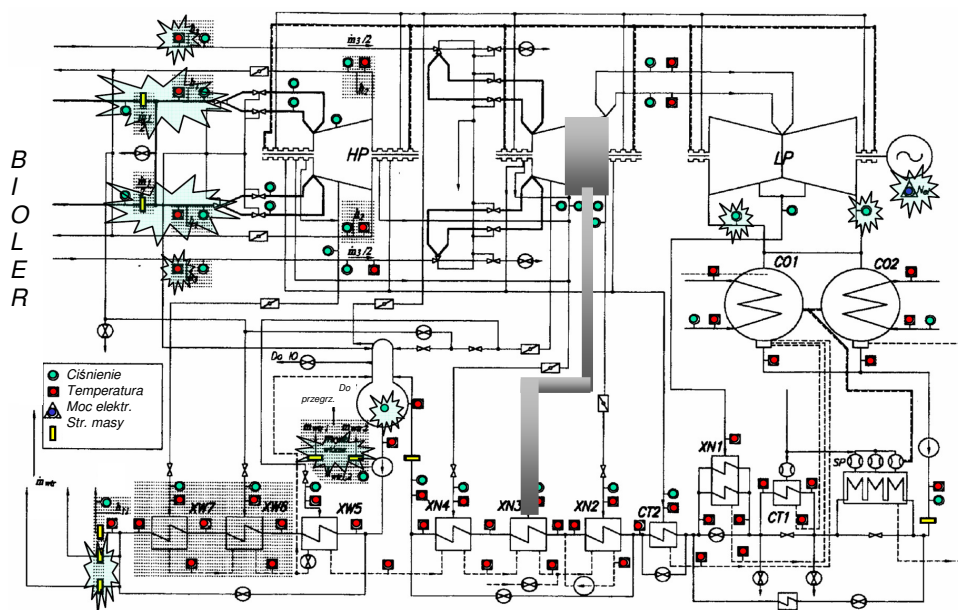 B
I
O
L
E
R
ṁ₃/2
HP
LP
ṁ₃/2
CO1
CO2
Do
Do
przegrz.
Ciśnienie
Temperatura
Moc elektr.
Str. masy
XN1
SP
XW7
XW6
XW5
XN4
XN3
XN2
CT2
CT1